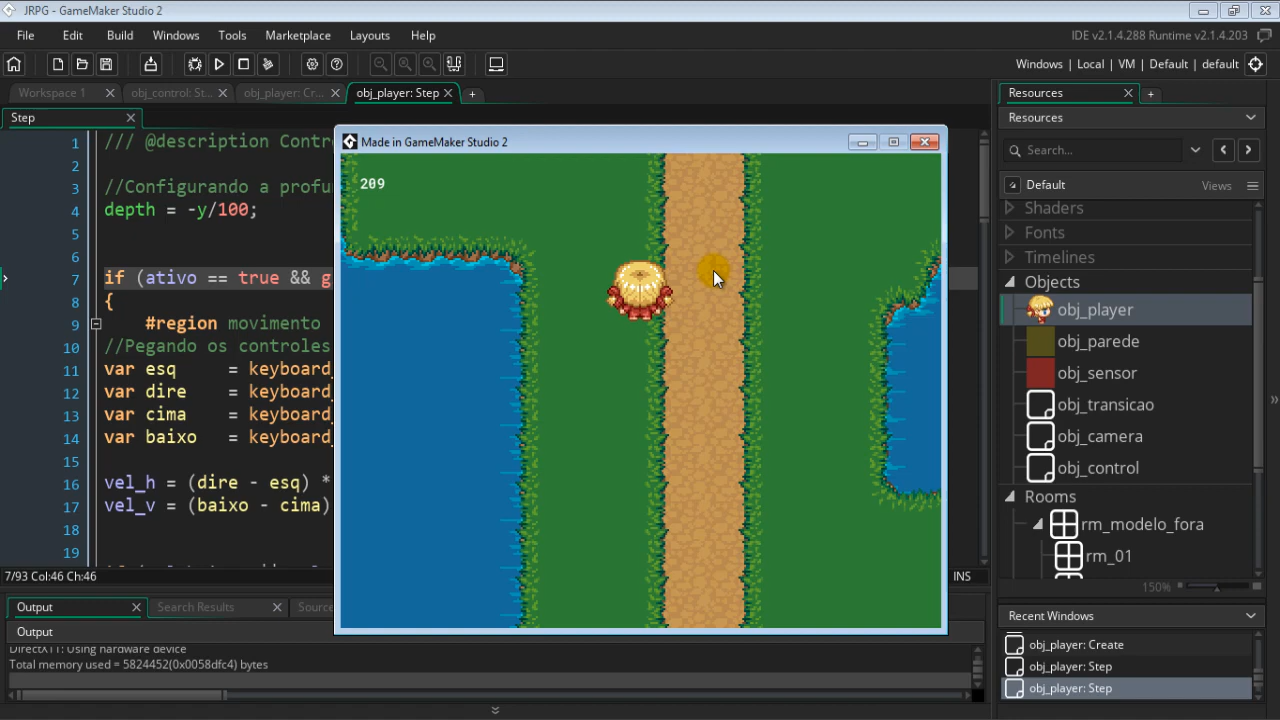 JRPG - GameMaker Studio 2
File Edit Build Windows Tools Marketplace Layouts Help
IDE v2.1.4.288 Runtime v2.1.4.203
Windows | Local | VM | Default | default
Workspace 1
obj_control: St...
obj_player: Cr...
obj_player: Step
Step
1 /// @description Contr
2
3 //Configurando a profu
4 depth = -y/100;
5
6
7 if (ativo == true && g
8 {
9 #region movimento
10 //Pegando os controles
11 var esq = keyboard_
12 var dire = keyboard_
13 var cima = keyboard_
14 var baixo = keyboard_
15
16 vel_h = (dire - esq) *
17 vel_v = (baixo - cima)
18
19
7/93 Col:46 Ch:46
INS
Made in GameMaker Studio 2
209
Output
Search Results
Source
Output
DirectX11: Using hardware device
Total memory used = 5824452(0x0058dfc4) bytes
Resources
Resources
Search...
Default
Views
Shaders
Fonts
Timelines
Objects
obj_player
obj_parede
obj_sensor
obj_transicao
obj_camera
obj_control
Rooms
rm_modelo_fora
rm_01
150%
Recent Windows
obj_player: Create
obj_player: Step
obj_player: Step